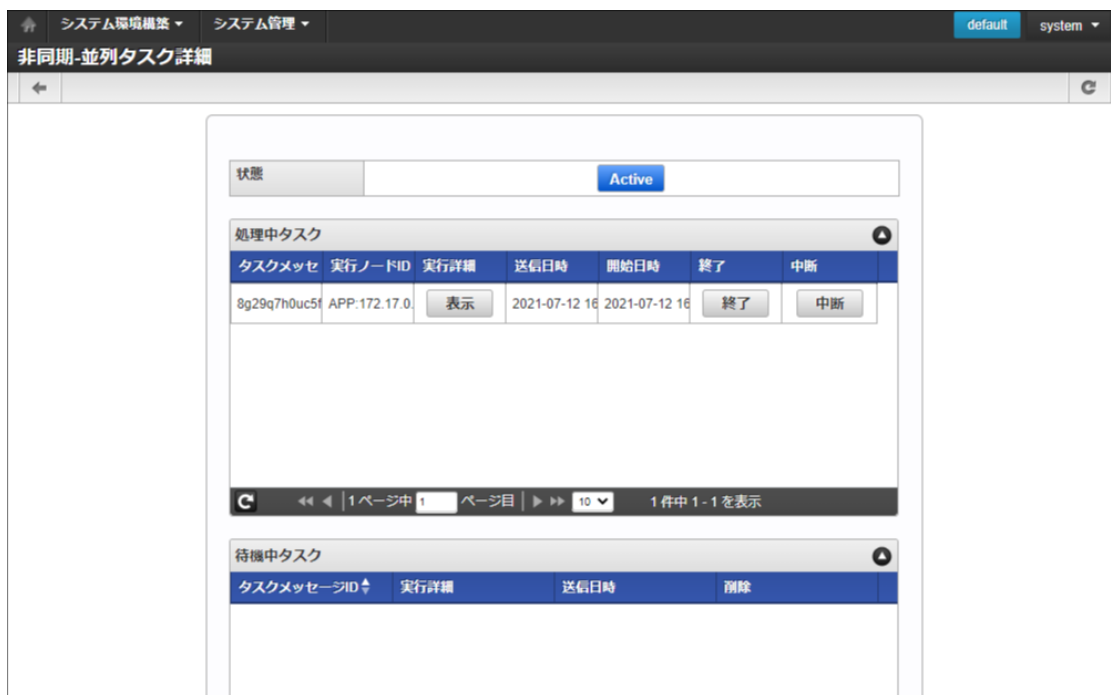 システム環境構築 システム管理 default system
非同期-並列タスク詳細
状態 Active
処理中タスク
タスクメッセ 実行ノードID 実行詳細 送信日時 開始日時 終了 中断
8g29q7h0uc5f APP:172.17.0. 表示 2021-07-12 16 2021-07-12 16 終了 中断
1 ページ中 1 ページ目 10 1 件中 1 - 1 を表示
待機中タスク
タスクメッセージID 実行詳細 送信日時 削除